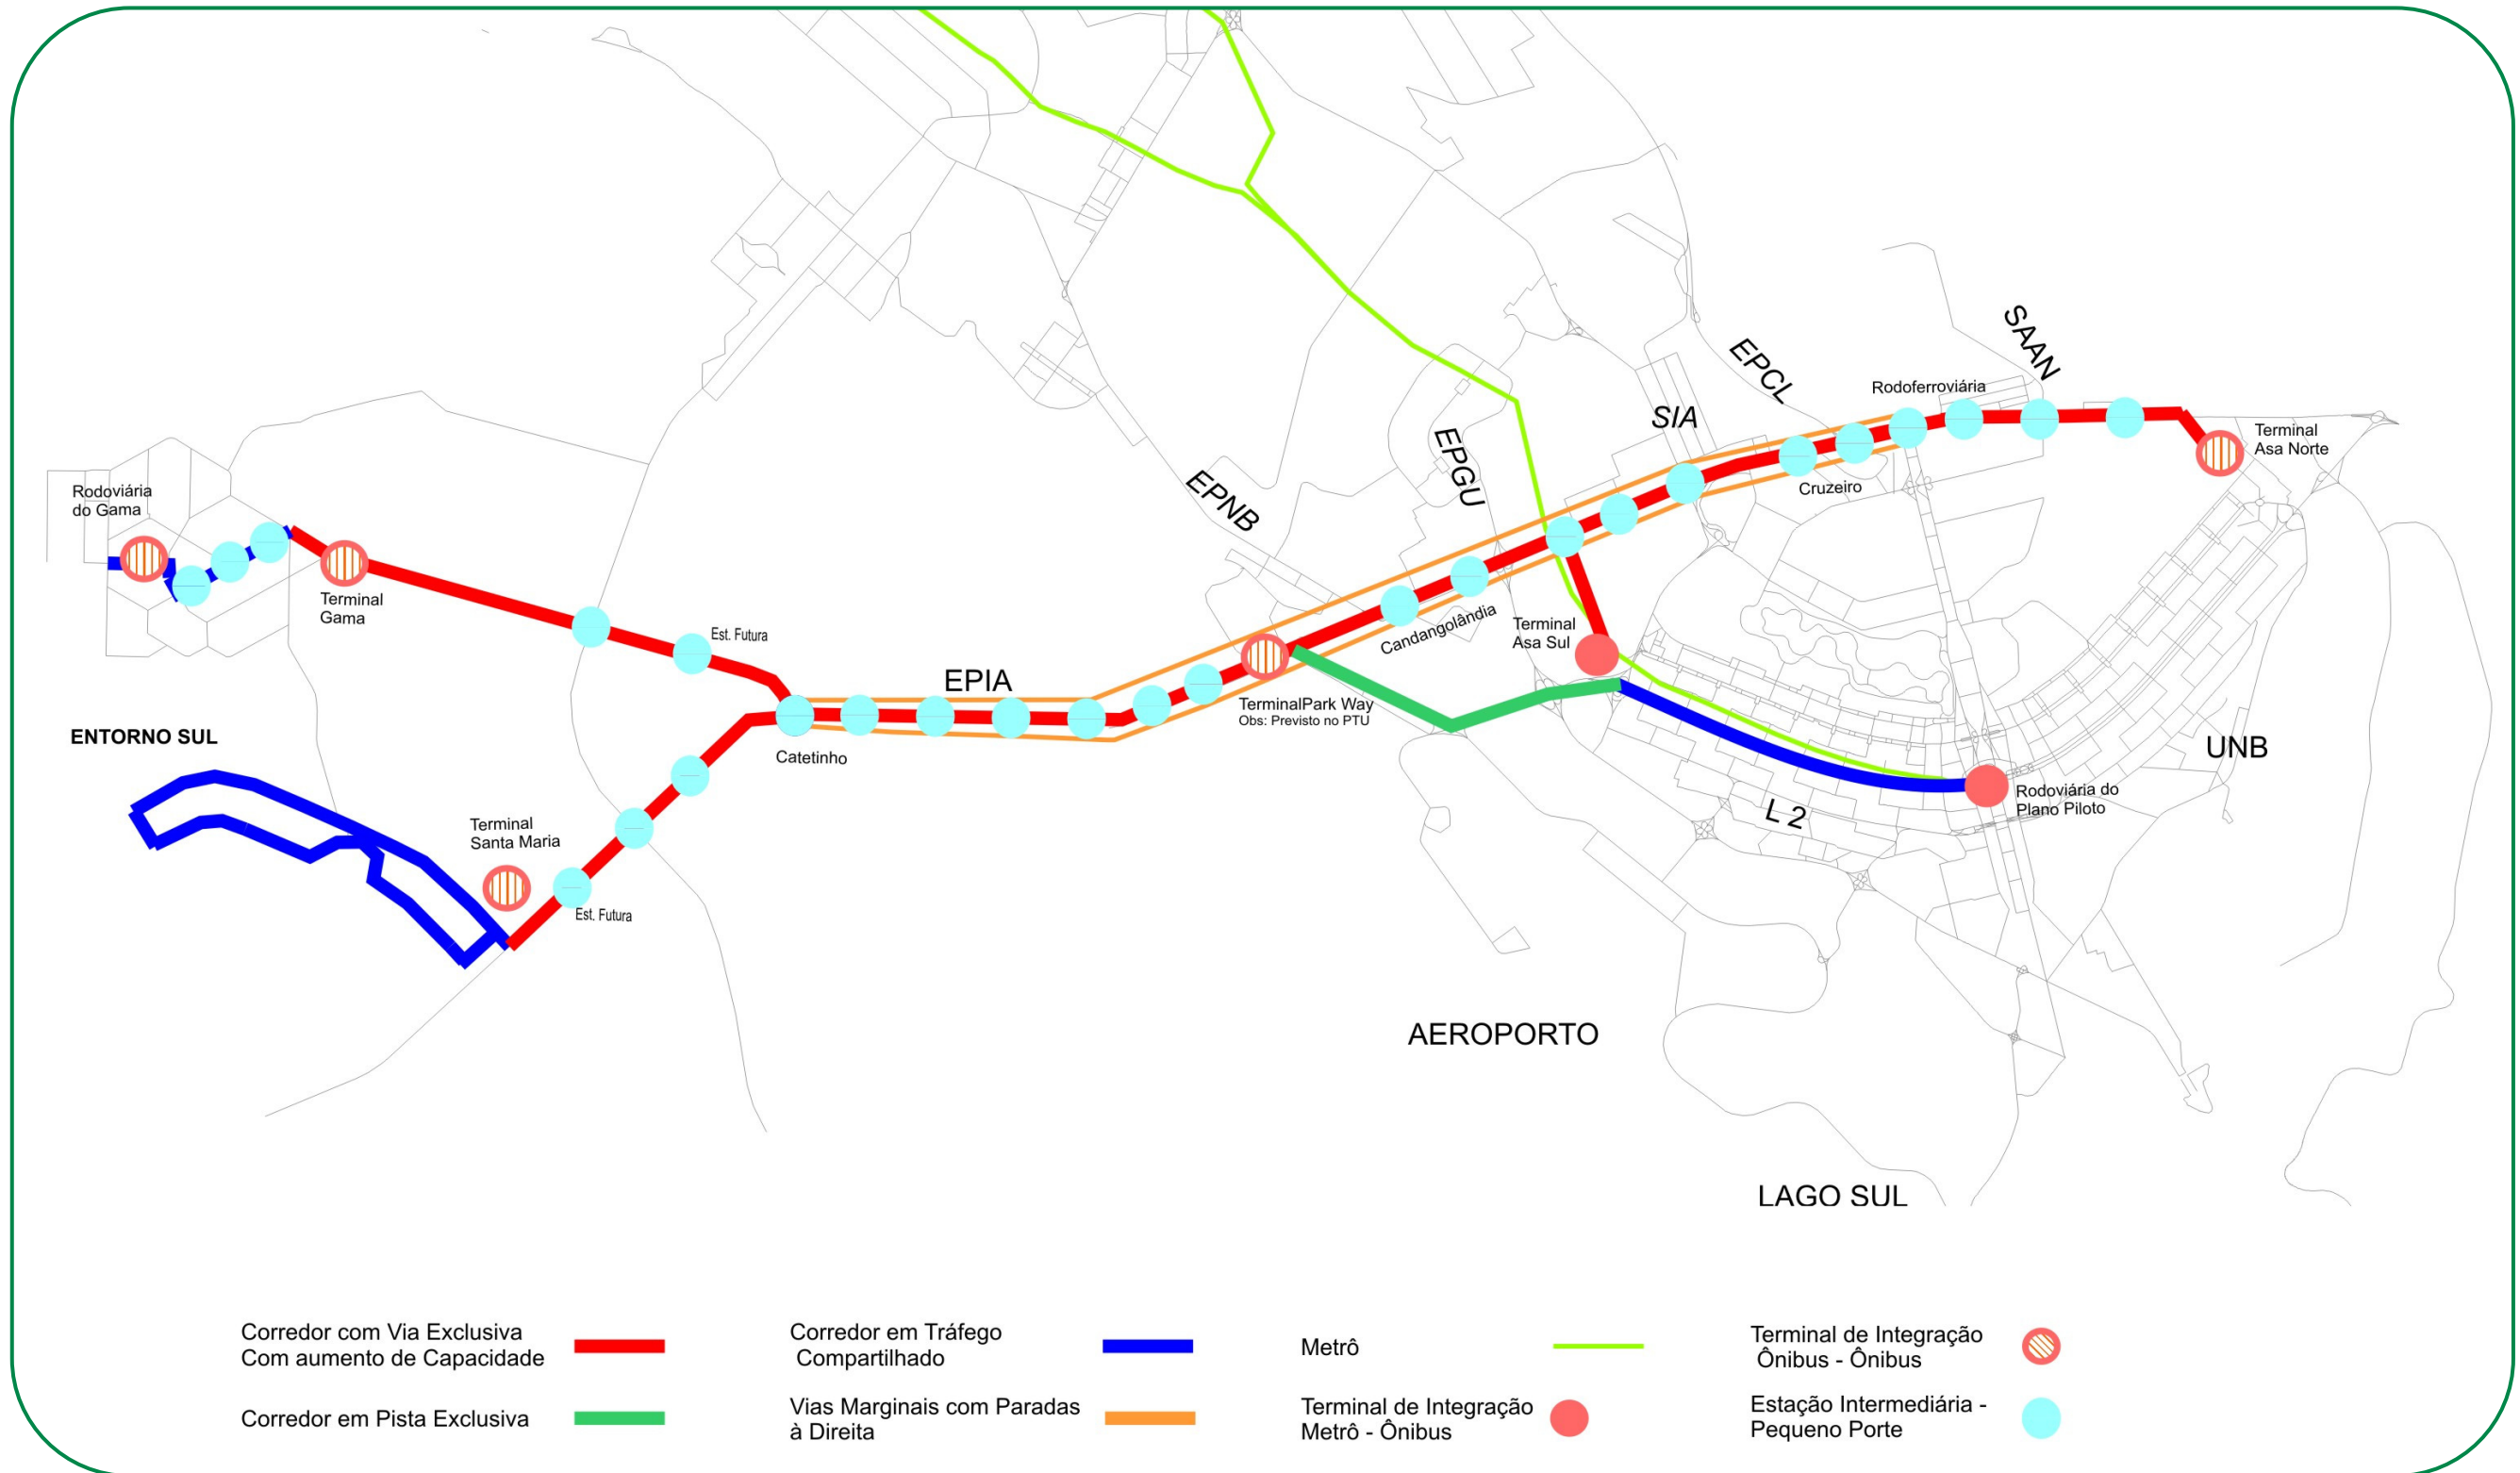 SAAN
EPCL
Rodoferroviária
SIA
Terminal
Asa Norte
EPGU
EPNB
Cruzeiro
Rodoviária
do Gama
Terminal
Gama
Candangolândia
Terminal
Asa Sul
Est. Futura
EPIA
TerminalPark Way
Obs: Previsto no PTU
ENTORNO SUL
Catetinho
UNB
Rodoviária do
Plano Piloto
L 2
Terminal
Santa Maria
Est. Futura
AEROPORTO
LAGO SUL
Corredor com Via Exclusiva
Com aumento de Capacidade
Corredor em Tráfego
Compartilhado
Metrô
Terminal de Integração
Ônibus - Ônibus
Corredor em Pista Exclusiva
Vias Marginais com Paradas
à Direita
Terminal de Integração
Metrô - Ônibus
Estação Intermediária -
Pequeno Porte